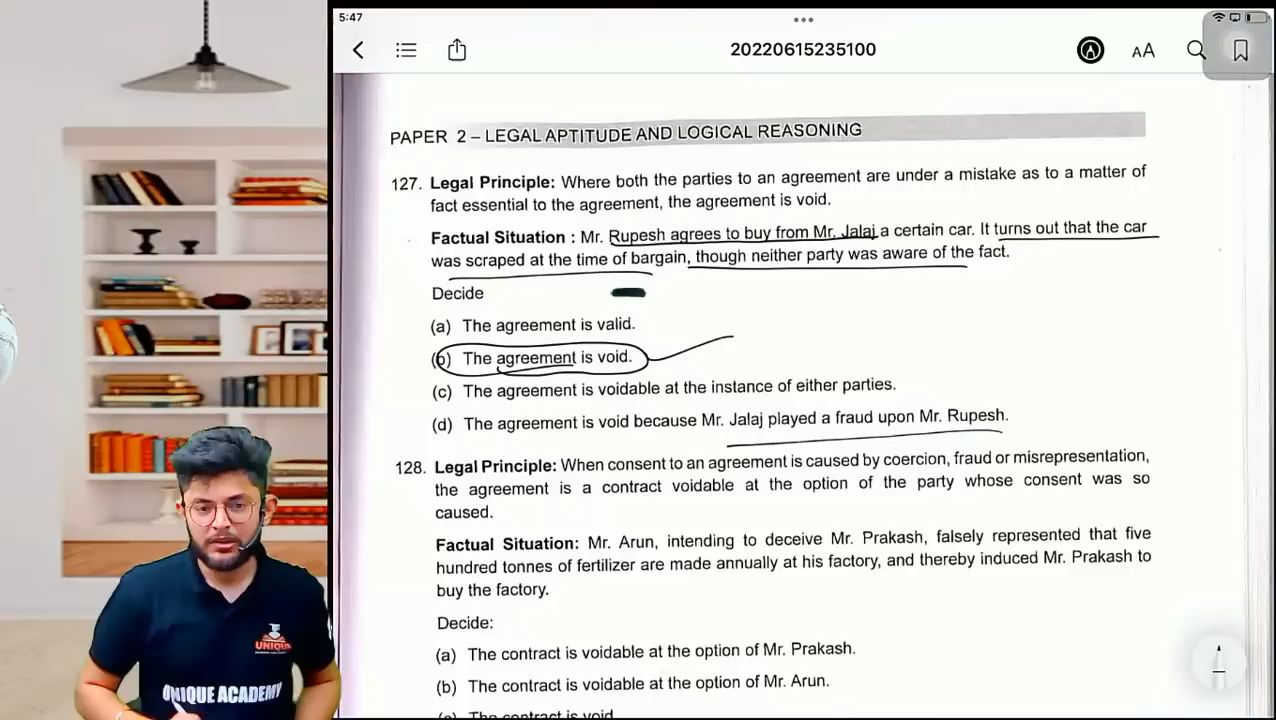 5:47
20220615235100
AA
PAPER 2 – LEGAL APTITUDE AND LOGICAL REASONING
127. Legal Principle: Where both the parties to an agreement are under a mistake as to a matter of
fact essential to the agreement, the agreement is void.
Factual Situation : Mr. Rupesh agrees to buy from Mr. Jalaj a certain car. It turns out that the car
was scraped at the time of bargain, though neither party was aware of the fact.
Decide
(a) The agreement is valid.
(b) The agreement is void.
(c) The agreement is voidable at the instance of either parties.
(d) The agreement is void because Mr. Jalaj played a fraud upon Mr. Rupesh.
128. Legal Principle: When consent to an agreement is caused by coercion, fraud or misrepresentation,
the agreement is a contract voidable at the option of the party whose consent was so
caused.
Factual Situation: Mr. Arun, intending to deceive Mr. Prakash, falsely represented that five
hundred tonnes of fertilizer are made annually at his factory, and thereby induced Mr. Prakash to
buy the factory.
Decide:
(a) The contract is voidable at the option of Mr. Prakash.
(b) The contract is voidable at the option of Mr. Arun.
(c) The contract is void
UNIQUE
UNIQUE ACADEMY